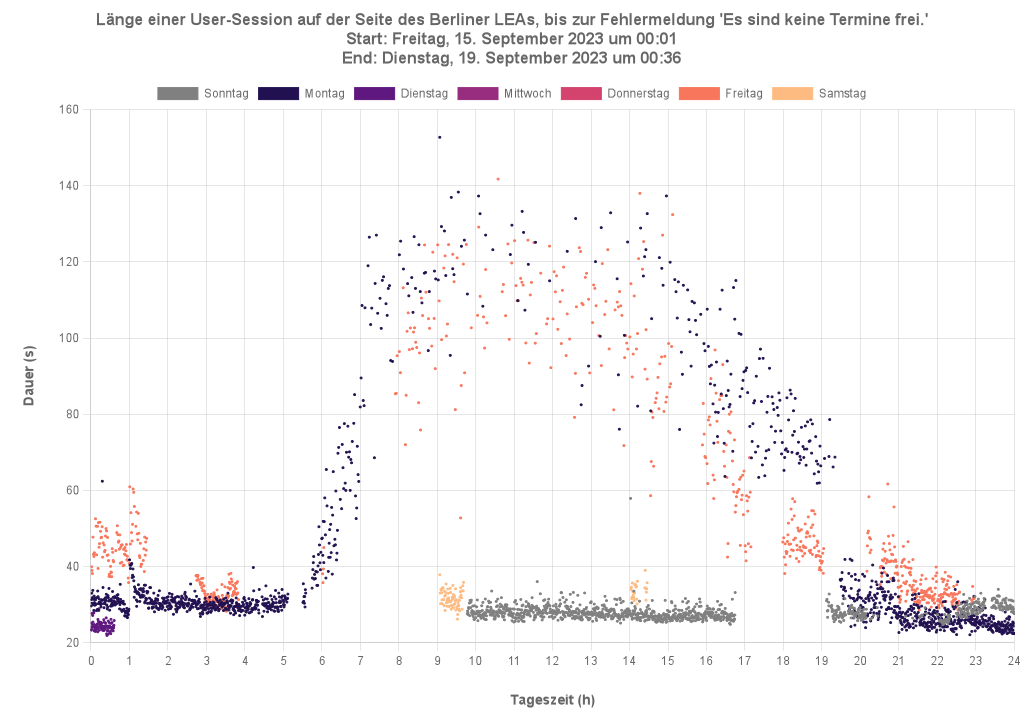 Länge einer User-Session auf der Seite des Berliner LEAs, bis zur Fehlermeldung 'Es sind keine Termine frei.'
Start: Freitag, 15. September 2023 um 00:01
End: Dienstag, 19. September 2023 um 00:36
Sonntag Montag Dienstag Mittwoch Donnerstag Freitag Samstag
160
140
120
100
80
60
40
20
Dauer (s)
0 1 2 3 4 5 6 7 8 9 10 11 12 13 14 15 16 17 18 19 20 21 22 23 24
Tageszeit (h)